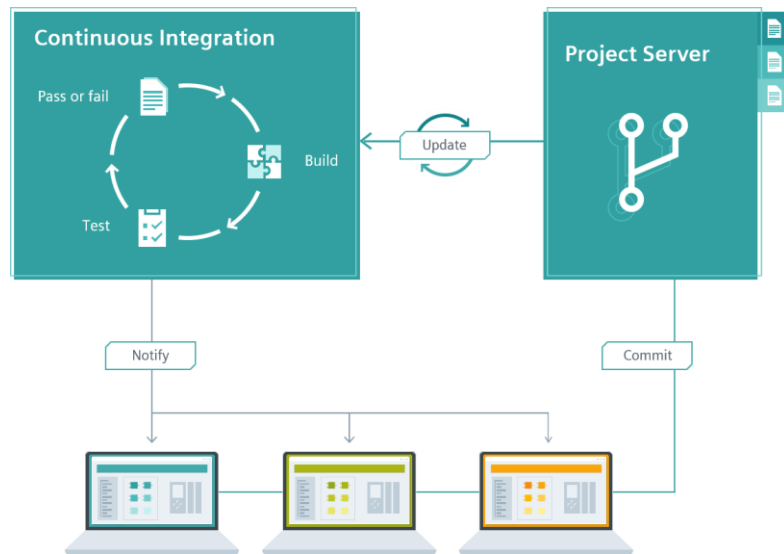 Continuous Integration
Project Server
Pass or fail
Update
Build
Test
Notify
Commit